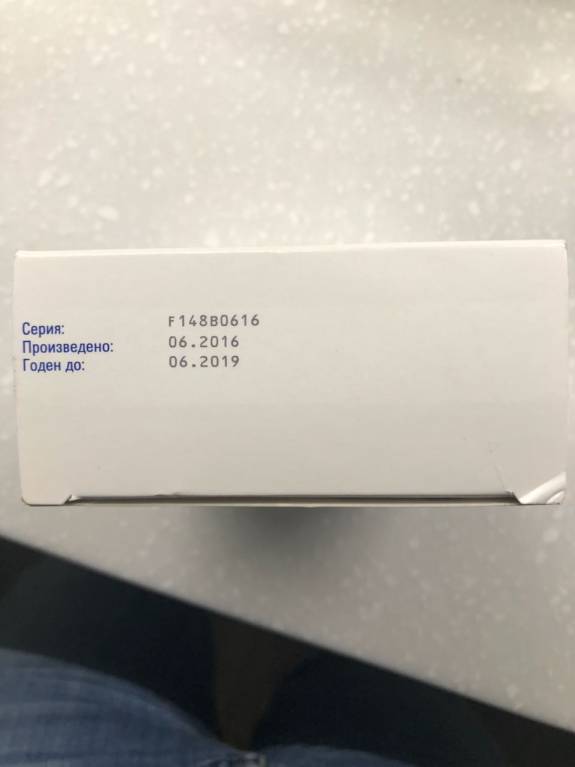 Серия: F148B0616
Произведено: 06.2016
Годен до: 06.2019